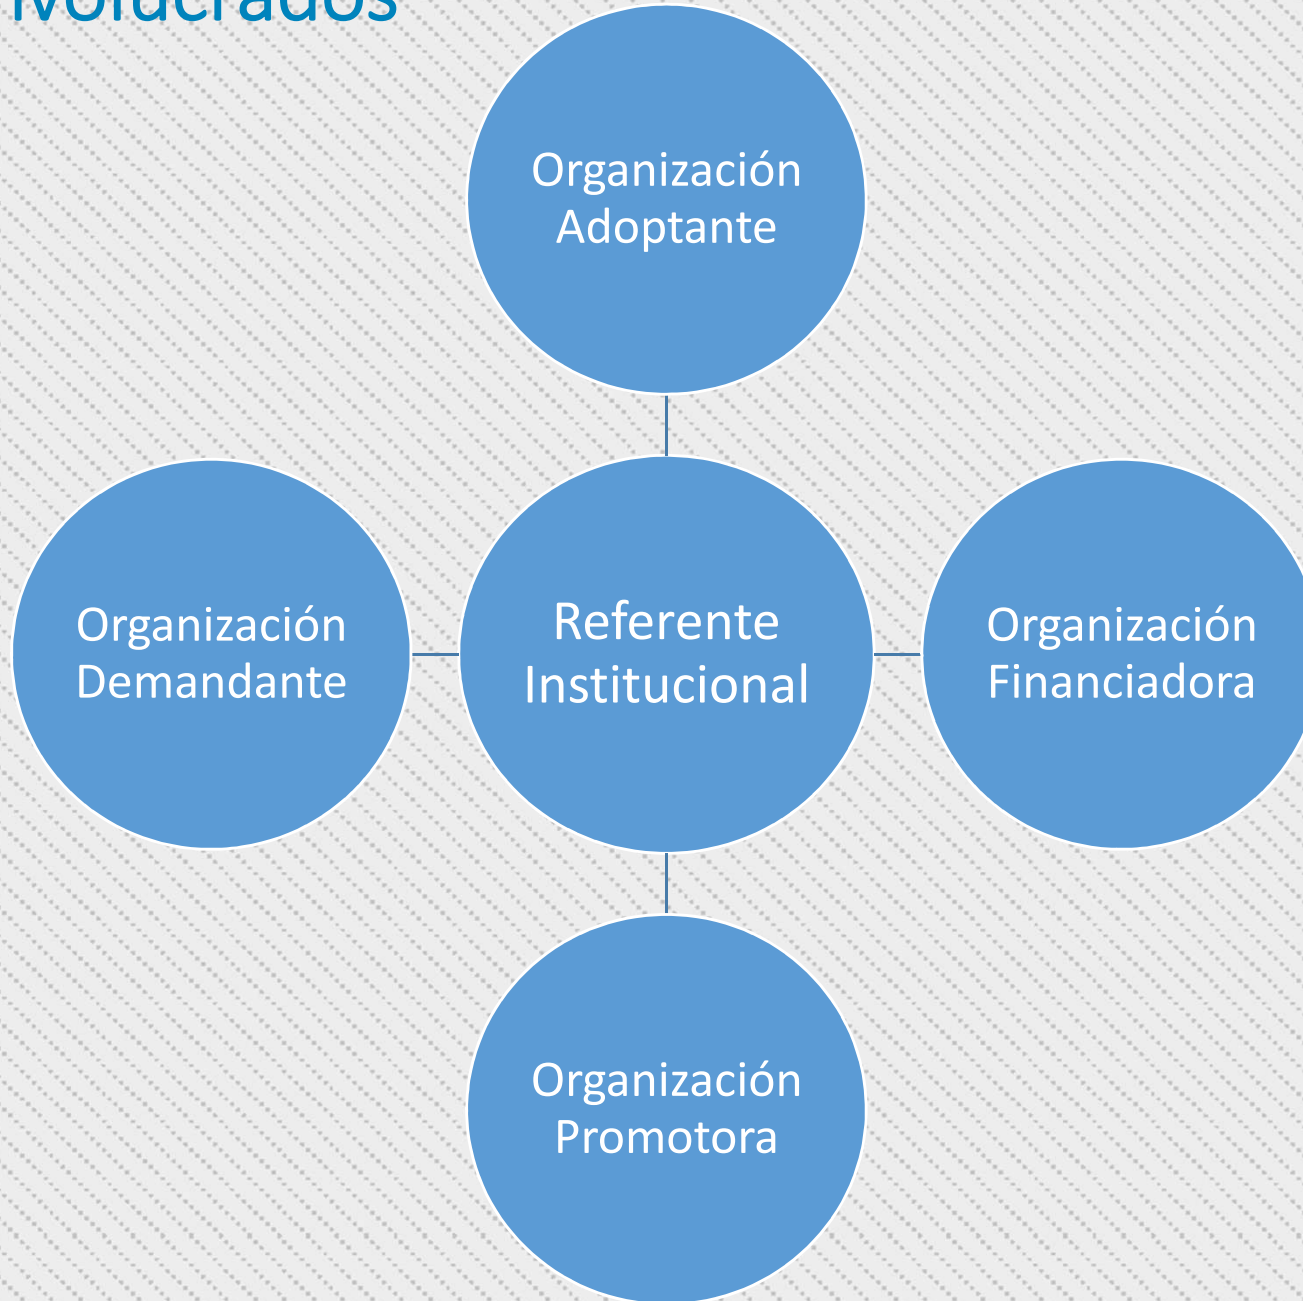 Organización
Adoptante
Organización
Demandante
Referente
Institucional
Organización
Financiadora
Organización
Promotora